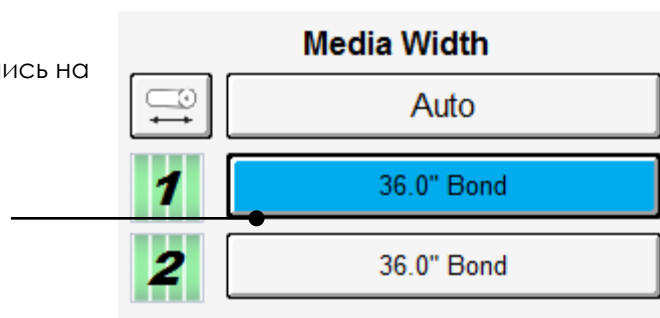 Media Width
ись на
Auto
1
36.0" Bond
2
36.0" Bond